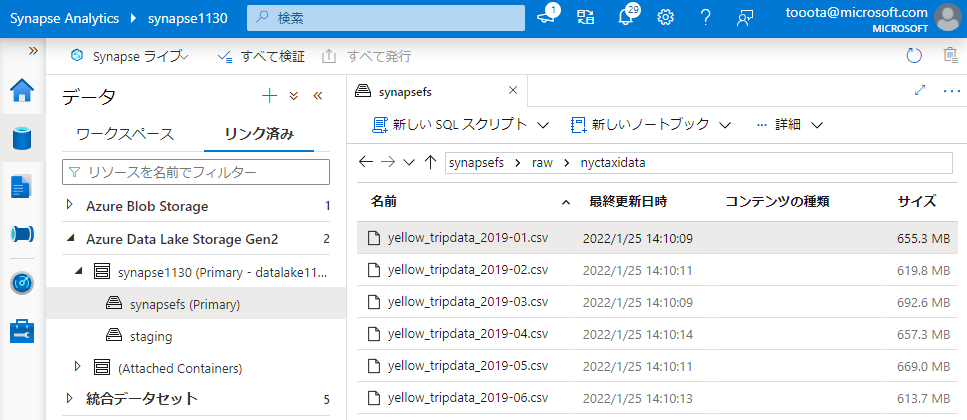 Synapse Analytics ▸ synapse1130 検索 1 29 ? tooota@microsoft.com
MICROSOFT
» Synapse ライブ すべて検証 すべて発行
データ + « synapsefs ×
ワークスペース リンク済み 新しい SQL スクリプト 新しいノートブック ··· 詳細
リソースを名前でフィルター synapsefs > raw > nyctaxidata
Azure Blob Storage 1 名前 最終更新日時 コンテンツの種類 サイズ
Azure Data Lake Storage Gen2 2 yellow_tripdata_2019-01.csv 2022/1/25 14:10:09 655.3 MB
synapse1130 (Primary - datalake11... yellow_tripdata_2019-02.csv 2022/1/25 14:10:11 619.8 MB
synapsefs (Primary) yellow_tripdata_2019-03.csv 2022/1/25 14:10:09 692.6 MB
staging yellow_tripdata_2019-04.csv 2022/1/25 14:10:14 657.3 MB
(Attached Containers) yellow_tripdata_2019-05.csv 2022/1/25 14:10:11 669.0 MB
統合データセット 5 yellow_tripdata_2019-06.csv 2022/1/25 14:10:13 613.7 MB